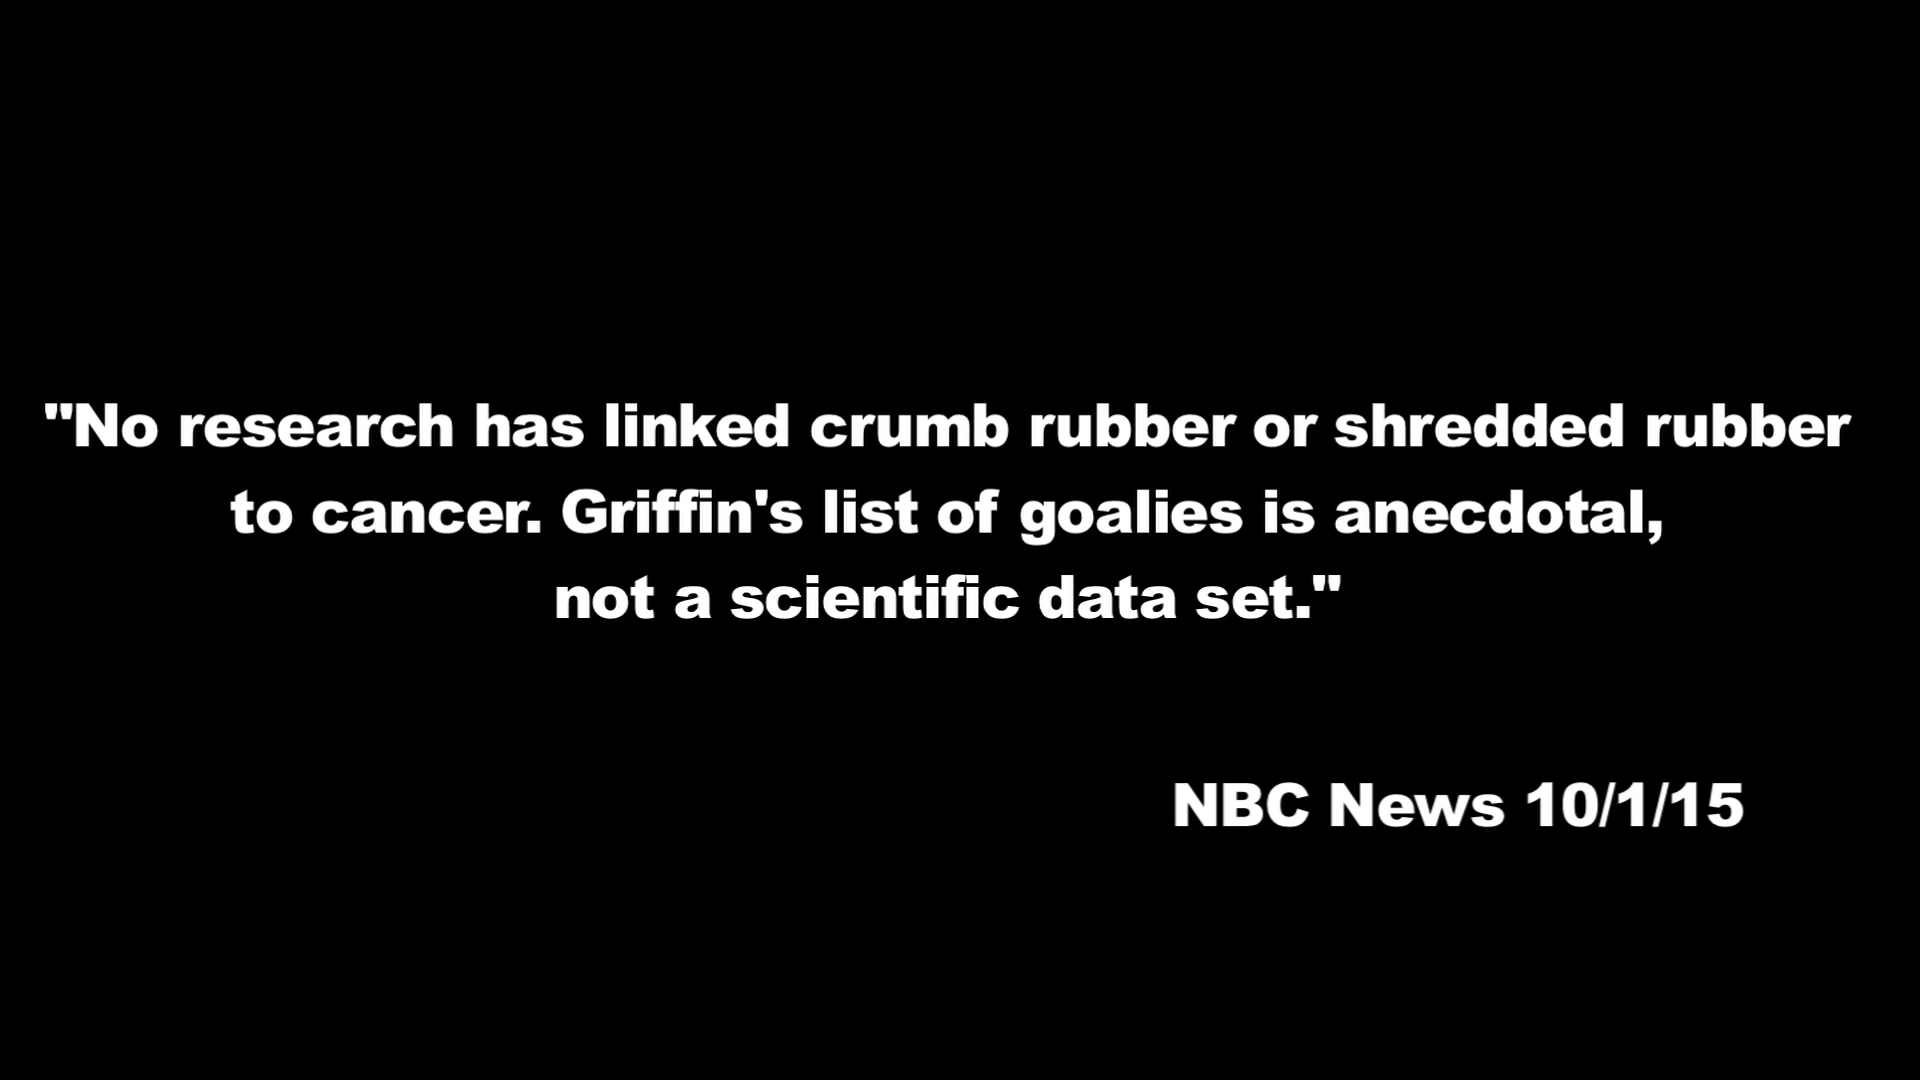 "No research has linked crumb rubber or shredded rubber
to cancer. Griffin's list of goalies is anecdotal,
not a scientific data set."
NBC News 10/1/15